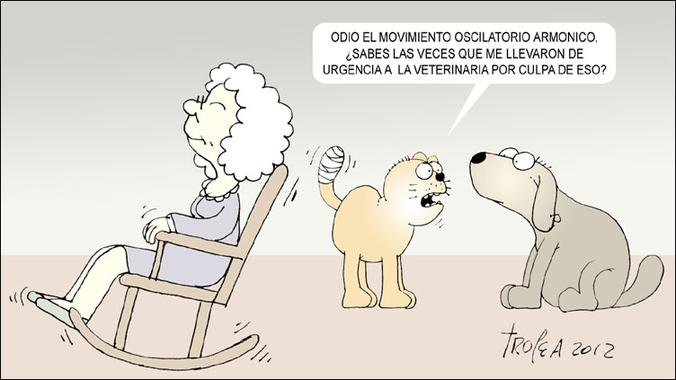 ODIO EL MOVIMIENTO OSCILATORIO ARMONICO.
¿SABES LAS VECES QUE ME LLEVARON DE
URGENCIA A LA VETERINARIA POR CULPA DE ESO?
TROFEA 2012